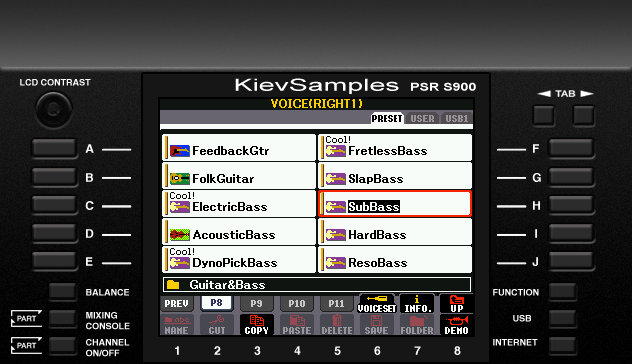 LCD CONTRAST
KievSamples PSR S900
TAB
VOICE(RIGHT1)
PRESET USER USB1
A FeedbackGtr Cool! FretlessBass F
B FolkGuitar SlapBass G
C Cool! ElectricBass SubBass H
D AcousticBass HardBass I
E Cool! DynoPickBass ResoBass J
Guitar&Bass
BALANCE PREV P8 P9 P10 P11 VOICESET INFO. UP FUNCTION
PART MIXING CONSOLE NAME CUT COPY PASTE DELETE SAVE FOLDER DEMO USB
PART CHANNEL ON/OFF 1 2 3 4 5 6 7 8 INTERNET